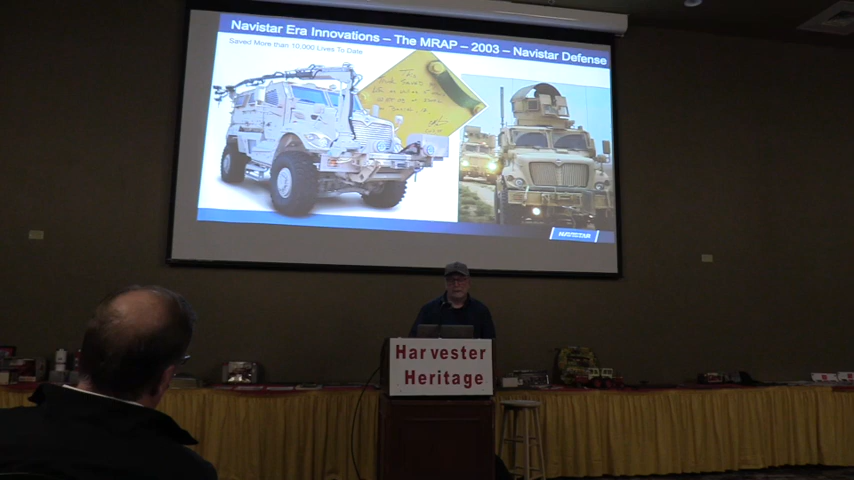 Navistar Era Innovations – The MRAP – 2003 – Navistar Defense
Saved More than 10,000 Lives To Date
NAVISTAR
Harvester
Heritage